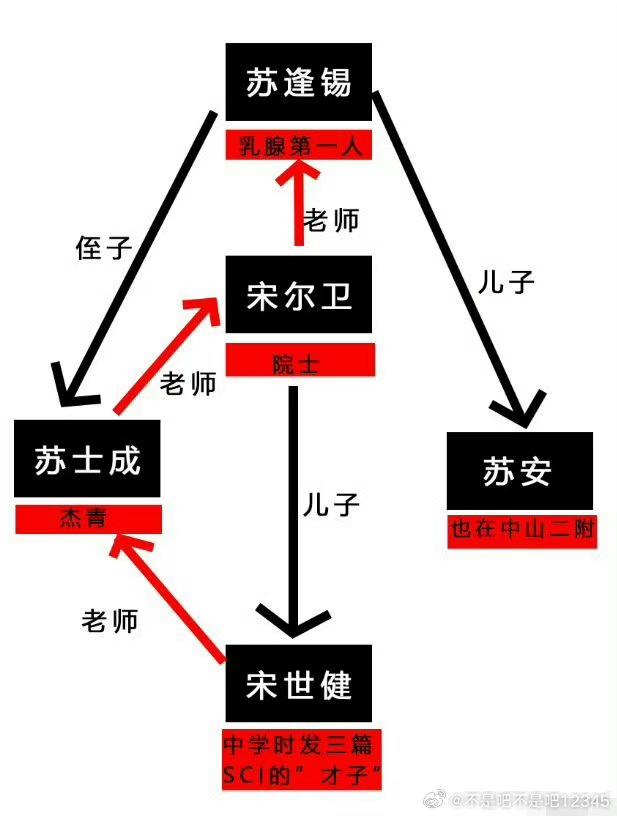 苏逢锡
乳腺第一人
老师
侄子
宋尔卫
儿子
院士
老师
苏士成
苏安
杰青
儿子
也在中山二附
老师
宋世健
中学时发三篇
SCI的”才子”
@不是吧不是吧12345